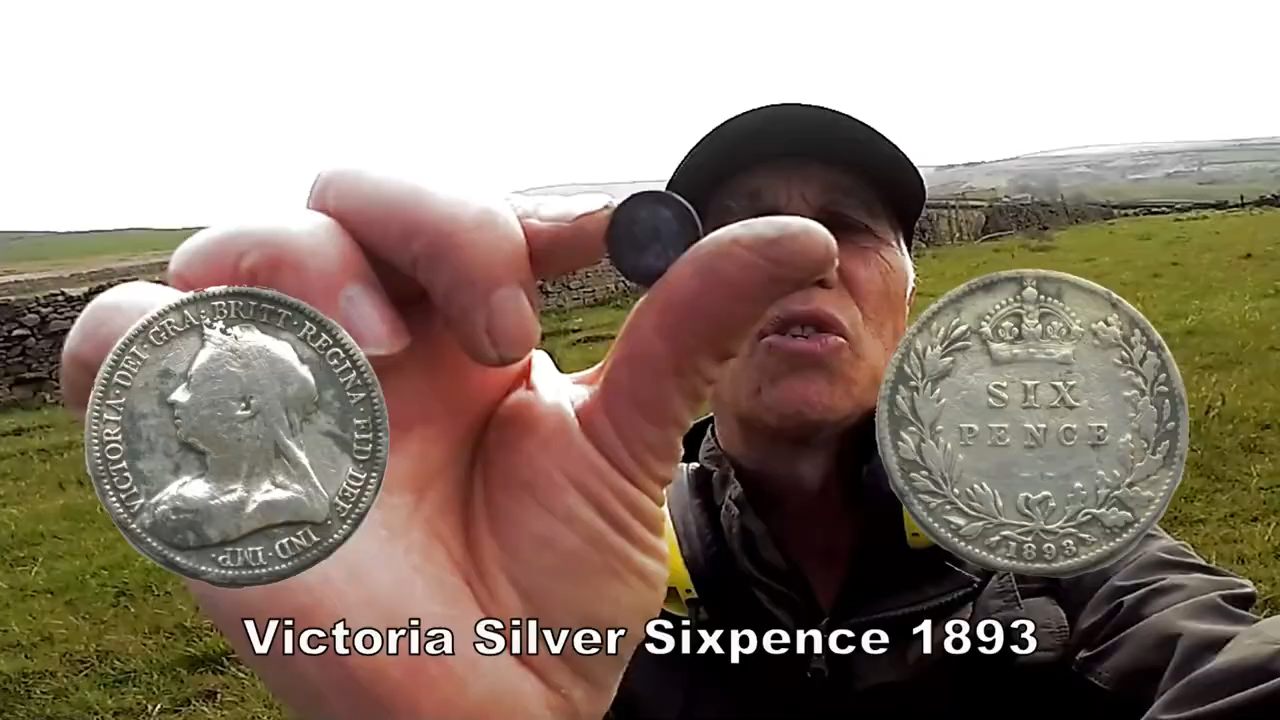 VICTORIA·DEI·GRA:BRITT·REGINA·FID·DEF·IND·IMP·
SIX
PENCE
1893
Victoria Silver Sixpence 1893